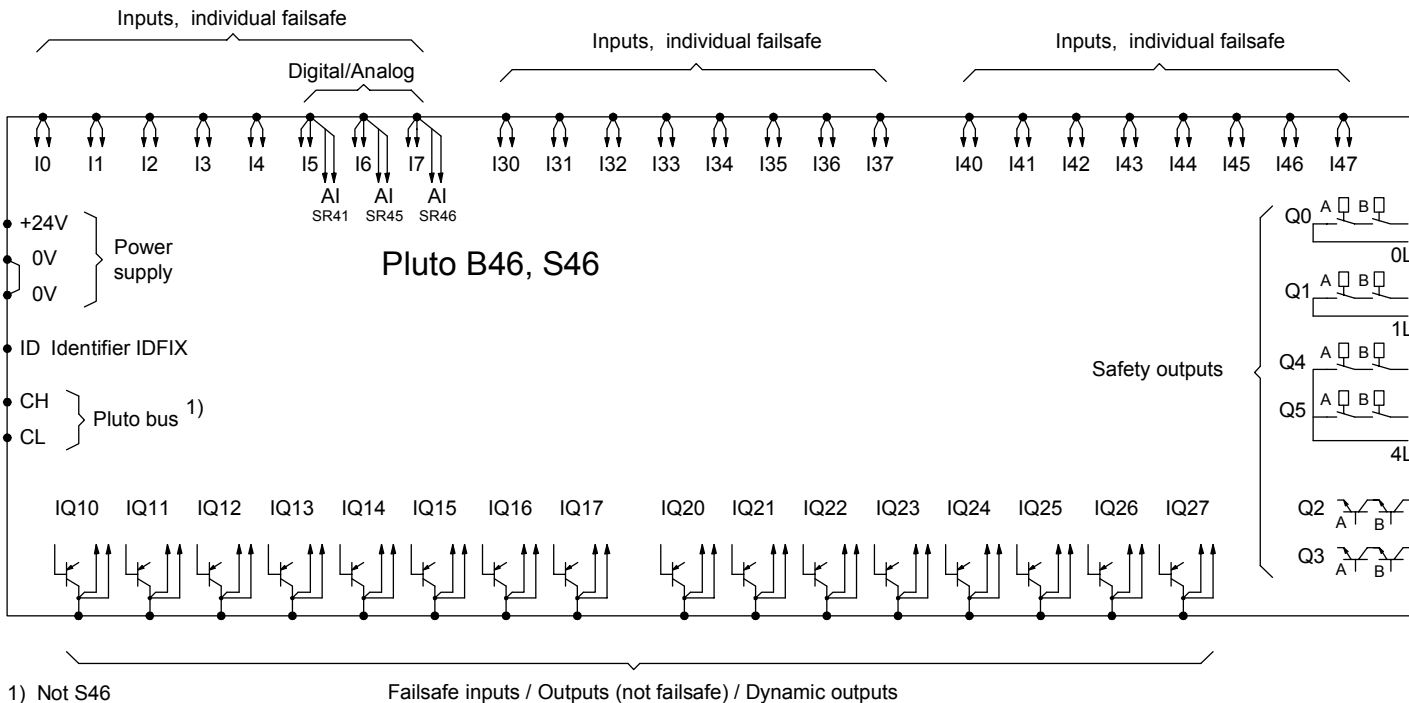 Inputs, individual failsafe
Inputs, individual failsafe
Inputs, individual failsafe
Digital/Analog
I0 I1 I2 I3 I4 I5 I6 I7 I30 I31 I32 I33 I34 I35 I36 I37 I40 I41 I42 I43 I44 I45 I46 I47
AI AI AI
SR41 SR45 SR46
+24V
0V
0V
Power
supply
Pluto B46, S46
ID Identifier IDFIX
CH
CL
Pluto bus 1)
Safety outputs
Q0 A B
0L
Q1 A B
1L
Q4 A B
Q5 A B
4L
Q2 A B
Q3 A B
IQ10 IQ11 IQ12 IQ13 IQ14 IQ15 IQ16 IQ17 IQ20 IQ21 IQ22 IQ23 IQ24 IQ25 IQ26 IQ27
1) Not S46
Failsafe inputs / Outputs (not failsafe) / Dynamic outputs